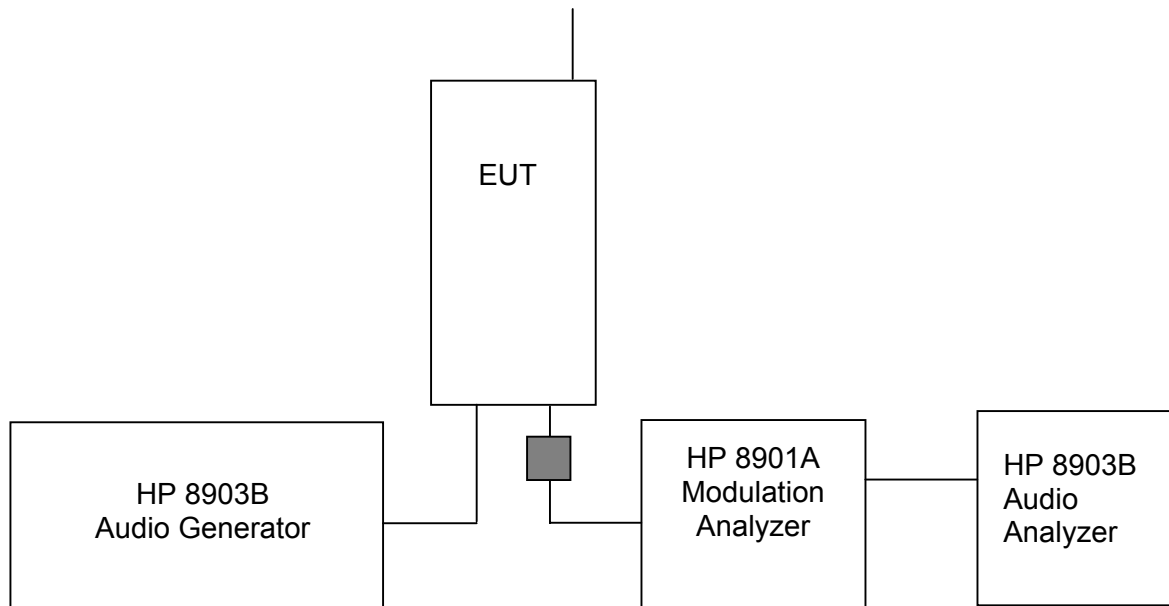 EUT
HP 8903B
Audio Generator
HP 8901A
Modulation
Analyzer
HP 8903B
Audio
Analyzer